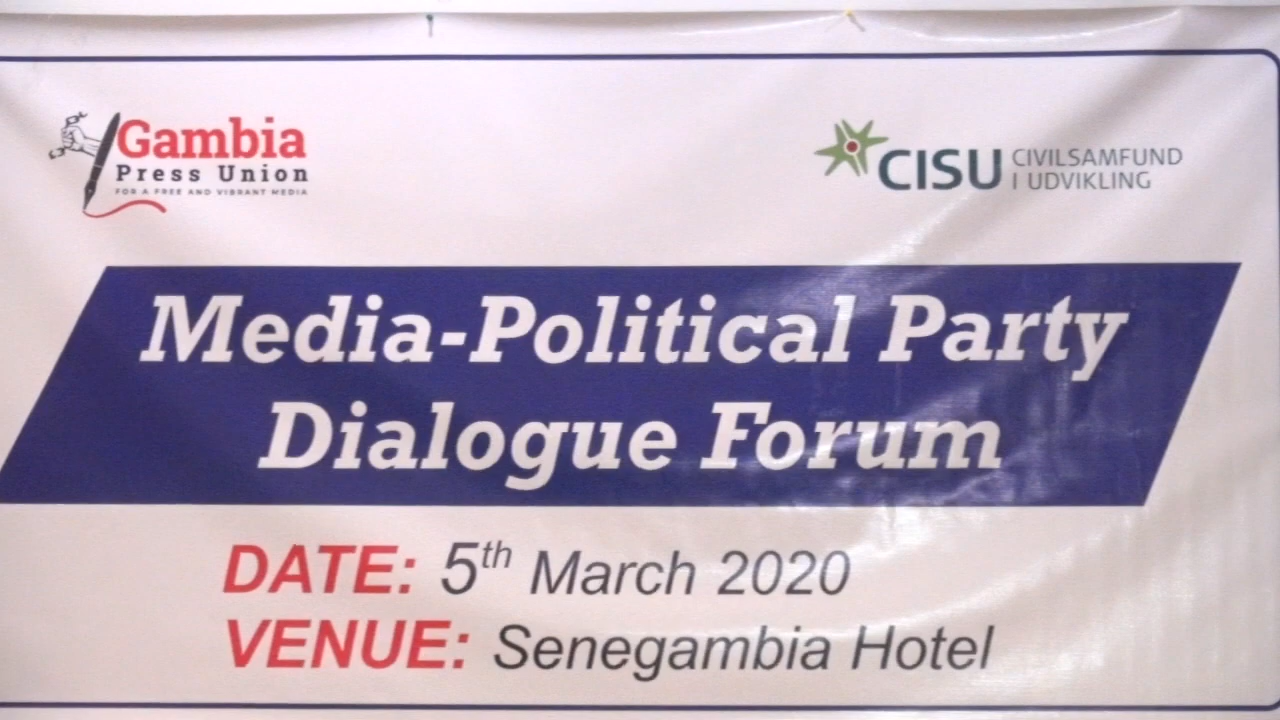 Gambia
Press Union
FOR A FREE AND VIBRANT MEDIA
CISU
CIVILSAMFUND
I UDVIKLING
Media-Political Party
Dialogue Forum
DATE: 5th March 2020
VENUE: Senegambia Hotel